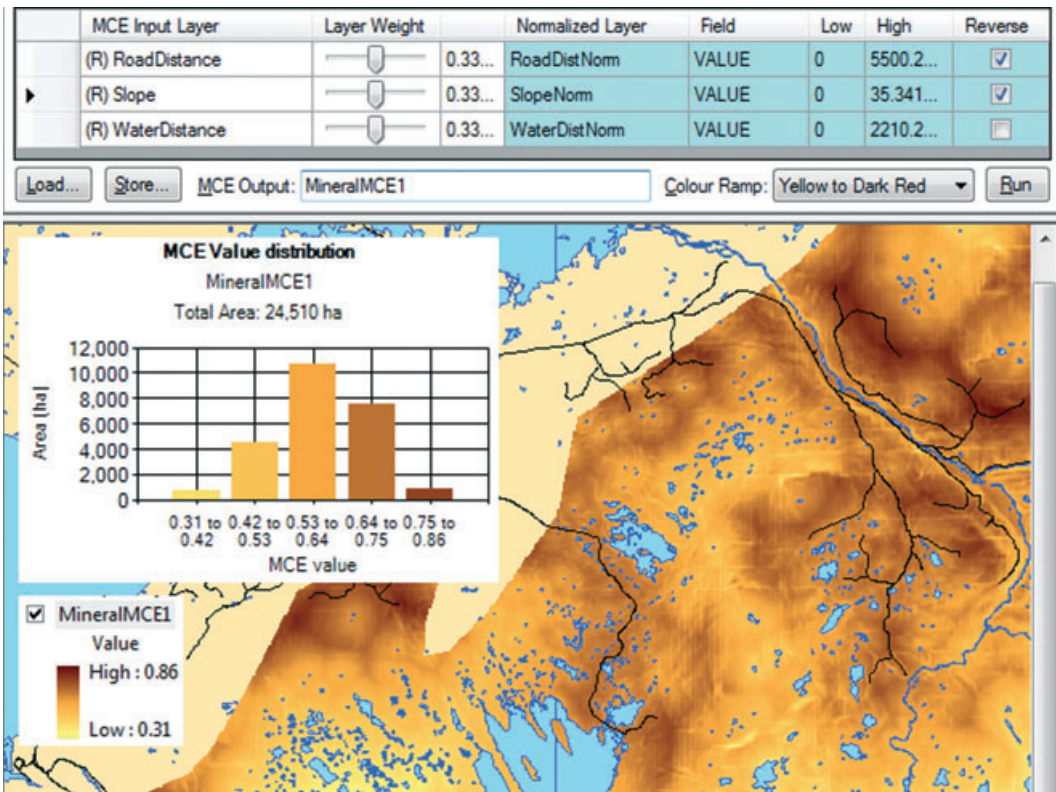 MCE Input Layer Layer Weight Normalized Layer Field Low High Reverse
(R) RoadDistance 0.33... RoadDistNorm VALUE 0 5500.2...
(R) Slope 0.33... SlopeNorm VALUE 0 35.341...
(R) WaterDistance 0.33... WaterDistNorm VALUE 0 2210.2...
Load... Store... MCE Output: MineralMCE1 Colour Ramp: Yellow to Dark Red Run
MCE Value distribution
MineralMCE1
Total Area: 24,510 ha
12,000
10,000
8,000
6,000
4,000
2,000
0
Area (ha)
0.31 to 0.42 to 0.53 to 0.64 to 0.75 to
0.42 0.53 0.64 0.75 0.86
MCE value
MineralMCE1
Value
High : 0.86
Low : 0.31